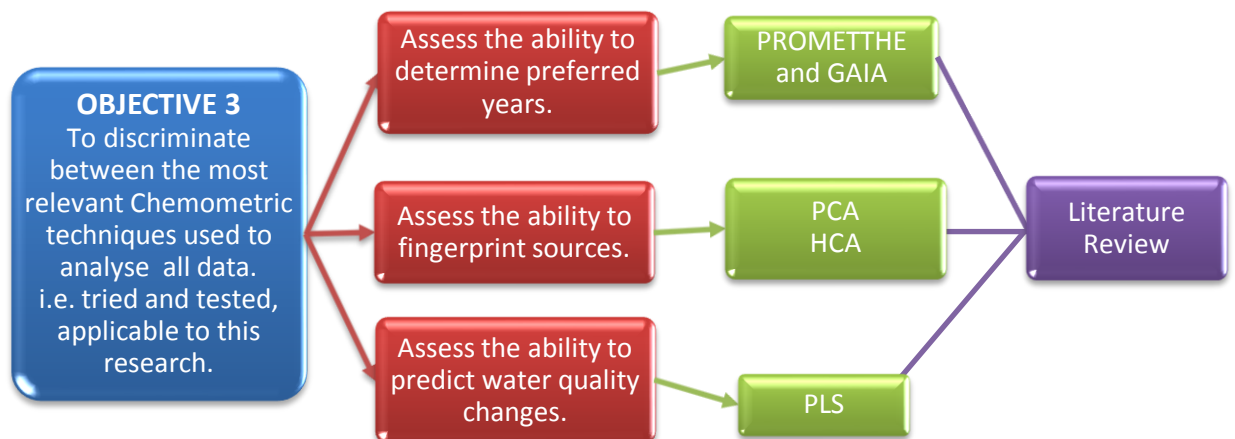 OBJECTIVE 3
To discriminate
between the most
relevant Chemometric
techniques used to
analyse all data.
i.e. tried and tested,
applicable to this
research.
Assess the ability to
determine preferred
years.
PROMETTHE
and GAIA
Assess the ability to
fingerprint sources.
PCA
HCA
Assess the ability to
predict water quality
changes.
PLS
Literature
Review